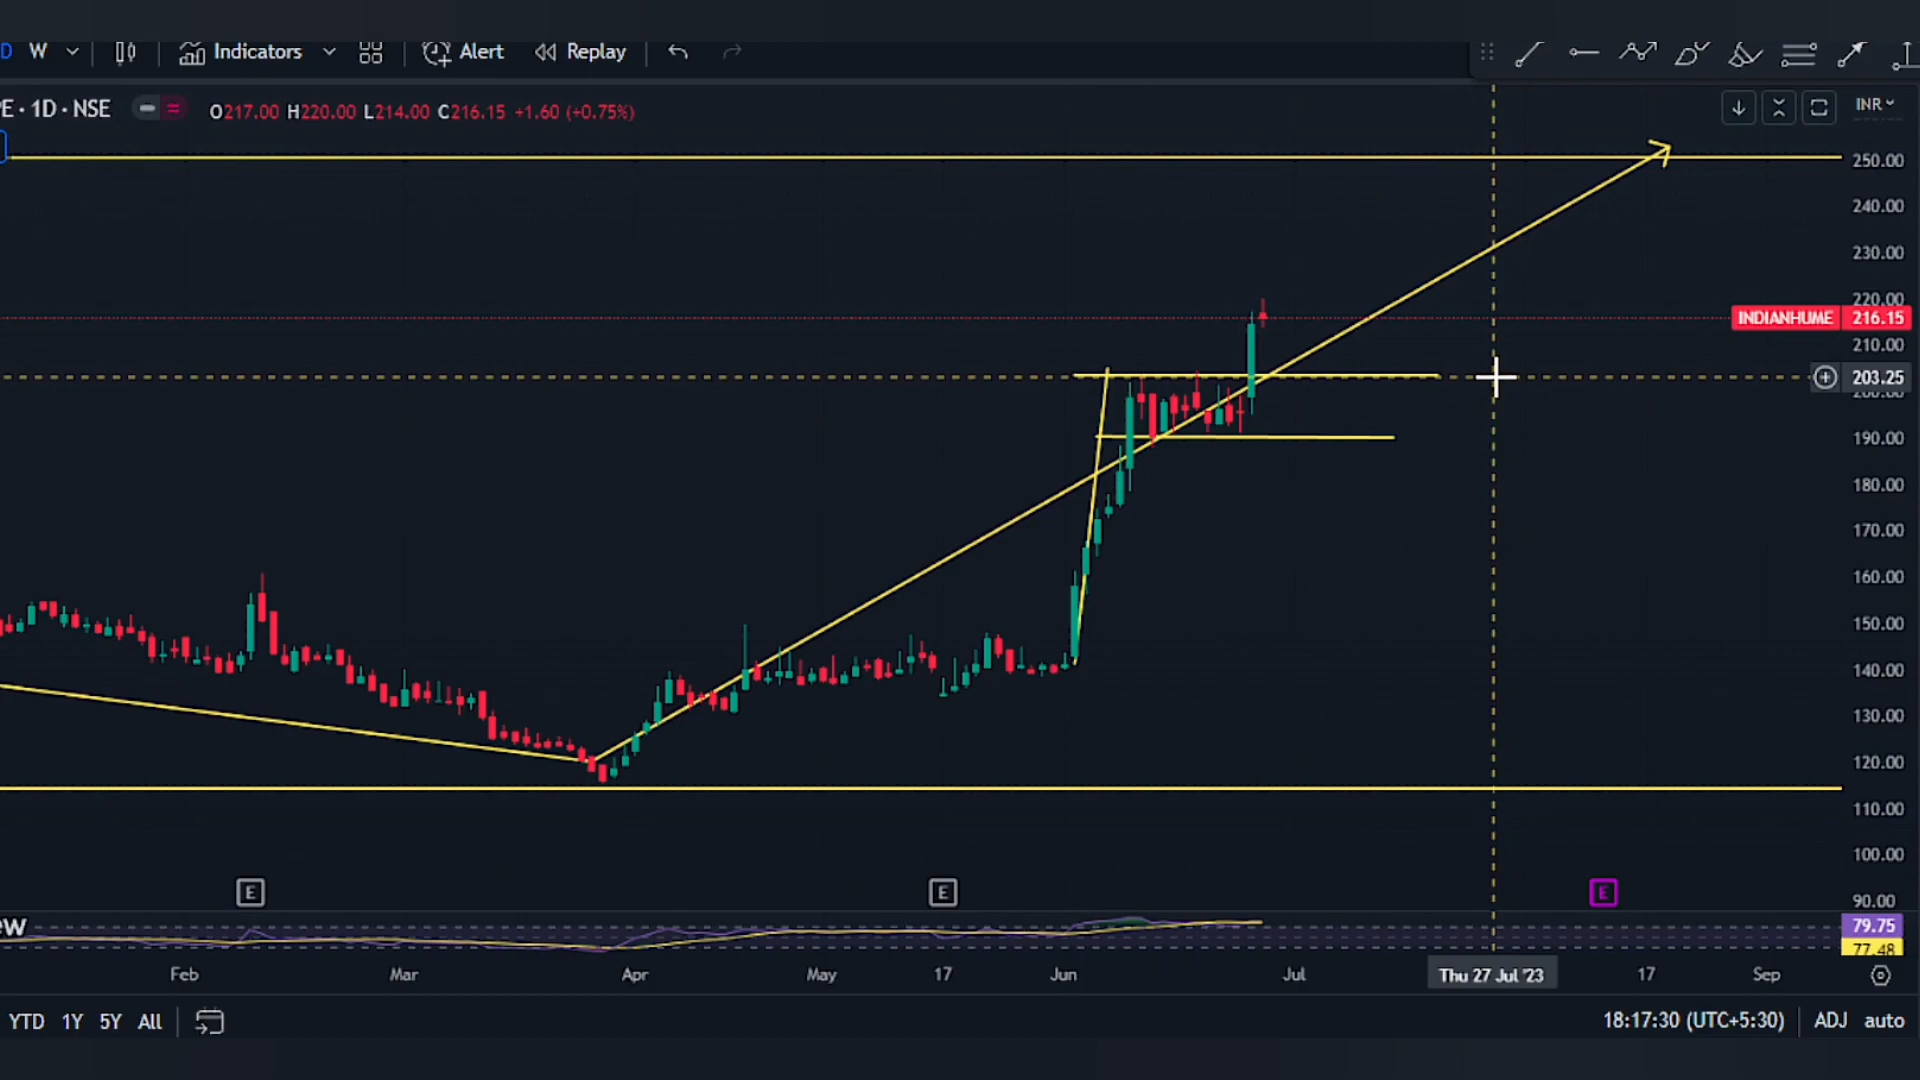 D W Indicators Alert Replay
E · 1D · NSE O217.00 H220.00 L214.00 C216.15 +1.60 (+0.75%) INR
250.00
240.00
230.00
220.00
INDIANHUME 216.15
210.00
203.25
200.00
190.00
180.00
170.00
160.00
150.00
140.00
130.00
120.00
110.00
100.00
E E E
90.00
ew
79.75
77.48
Feb Mar Apr May 17 Jun Jul Thu 27 Jul '23 17 Sep
YTD 1Y 5Y All 18:17:30 (UTC+5:30) ADJ auto